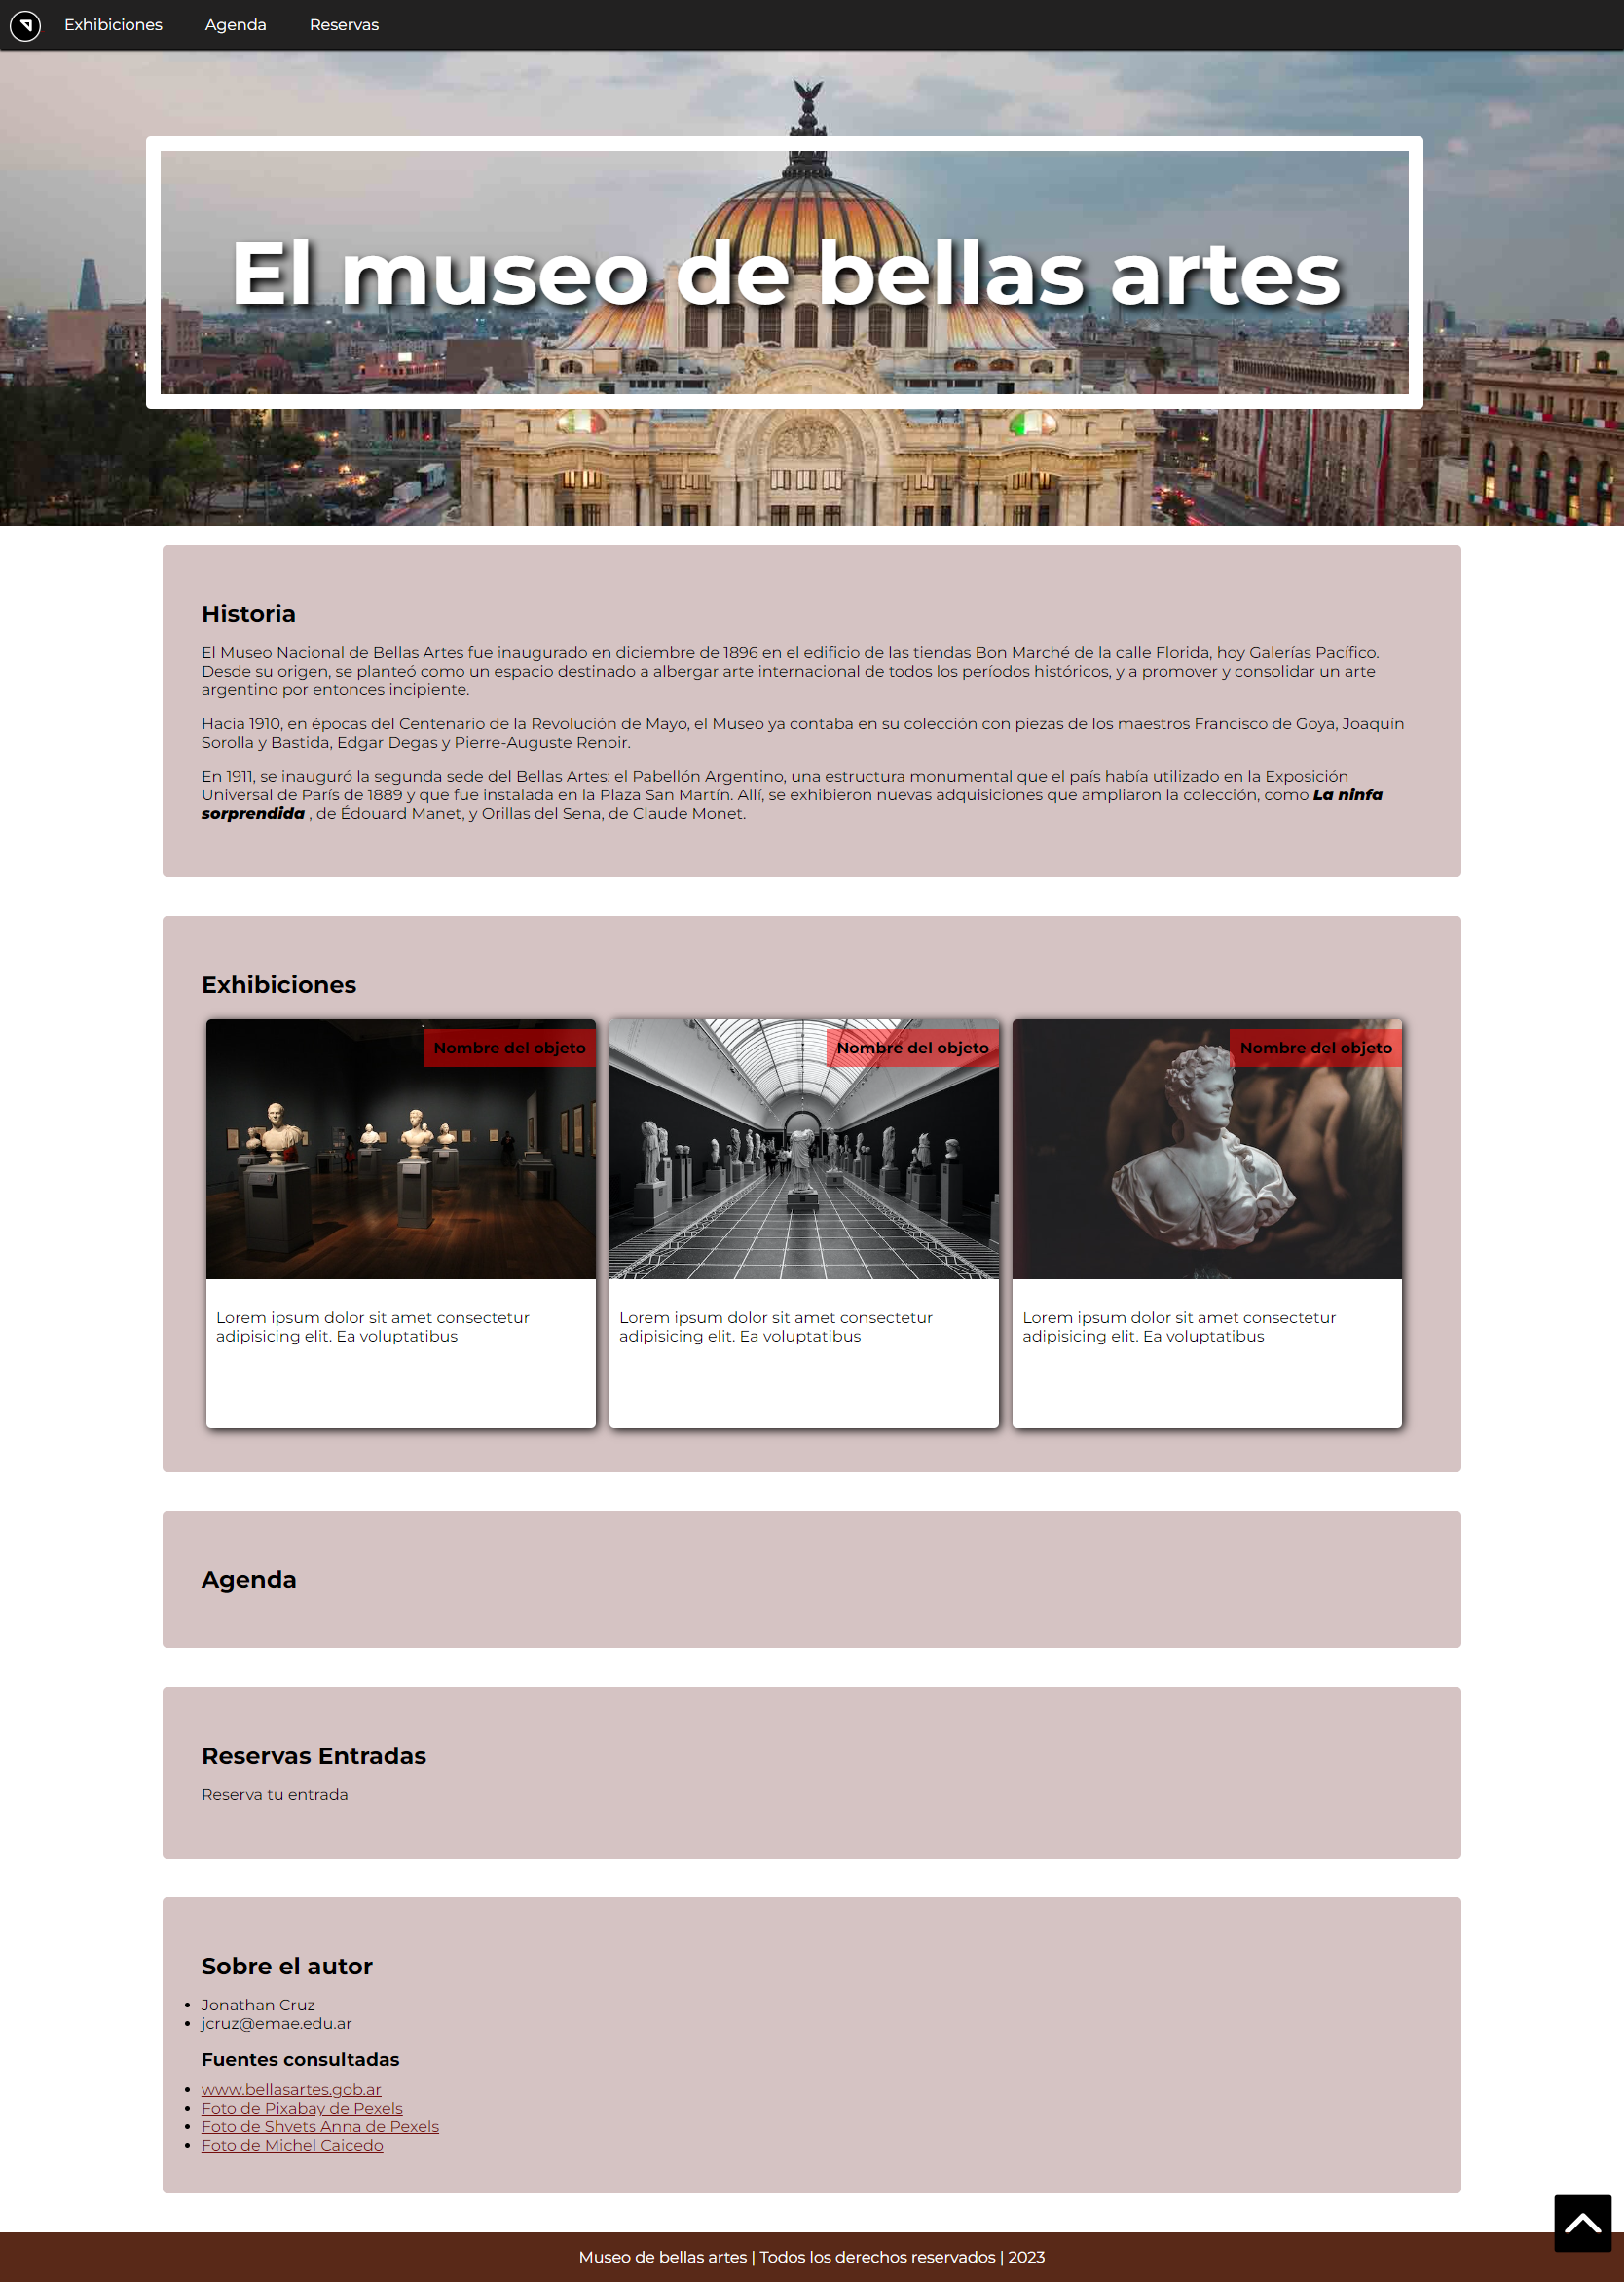 Exhibiciones Agenda Reservas
El museo de bellas artes
Historia
El Museo Nacional de Bellas Artes fue inaugurado en diciembre de 1896 en el edificio de las tiendas Bon Marché de la calle Florida, hoy Galerías Pacífico.
Desde su origen, se planteó como un espacio destinado a albergar arte internacional de todos los períodos históricos, y a promover y consolidar un arte
argentino por entonces incipiente.
Hacia 1910, en épocas del Centenario de la Revolución de Mayo, el Museo ya contaba en su colección con piezas de los maestros Francisco de Goya, Joaquín
Sorolla y Bastida, Edgar Degas y Pierre-Auguste Renoir.
En 1911, se inauguró la segunda sede del Bellas Artes: el Pabellón Argentino, una estructura monumental que el país había utilizado en la Exposición
Universal de París de 1889 y que fue instalada en la Plaza San Martín. Allí, se exhibieron nuevas adquisiciones que ampliaron la colección, como La ninfa
sorprendida , de Édouard Manet, y Orillas del Sena, de Claude Monet.
Exhibiciones
Nombre del objeto
Lorem ipsum dolor sit amet consectetur
adipisicing elit. Ea voluptatibus
Nombre del objeto
Lorem ipsum dolor sit amet consectetur
adipisicing elit. Ea voluptatibus
Nombre del objeto
Lorem ipsum dolor sit amet consectetur
adipisicing elit. Ea voluptatibus
Agenda
Reservas Entradas
Reserva tu entrada
Sobre el autor
Jonathan Cruz
jcruz@emae.edu.ar
Fuentes consultadas
www.bellasartes.gob.ar
Foto de Pixabay de Pexels
Foto de Shvets Anna de Pexels
Foto de Michel Caicedo
Museo de bellas artes | Todos los derechos reservados | 2023